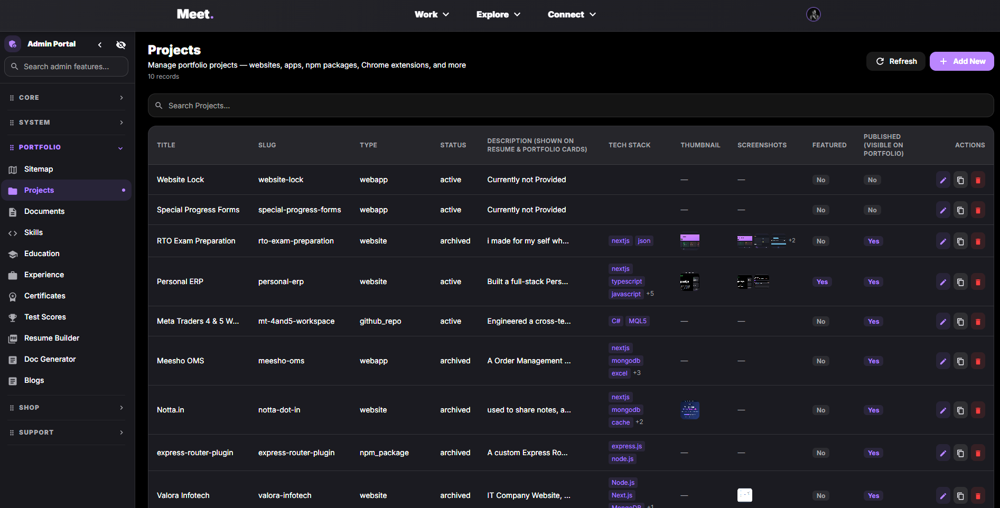 Meet.
Work
Explore
Connect
Admin Portal
Search admin features...
CORE
SYSTEM
PORTFOLIO
Sitemap
Projects
Documents
Skills
Education
Experience
Certificates
Test Scores
Resume Builder
Doc Generator
Blogs
SHOP
SUPPORT
Projects
Manage portfolio projects — websites, apps, npm packages, Chrome extensions, and more
10 records
Refresh
Add New
Search Projects...
TITLE SLUG TYPE STATUS DESCRIPTION (SHOWN ON RESUME & PORTFOLIO CARDS) TECH STACK THUMBNAIL SCREENSHOTS FEATURED PUBLISHED (VISIBLE ON PORTFOLIO) ACTIONS
Website Lock website-lock webapp active Currently not Provided — — No No
Special Progress Forms special-progress-forms webapp active Currently not Provided — — No No
RTO Exam Preparation rto-exam-preparation website archived i made for my self wh... nextjs json +2 No Yes
Personal ERP personal-erp website active Built a full-stack Pers... nextjs typescript javascript +5 Yes Yes
Meta Traders 4 & 5 W... mt-4and5-workspace github_repo active Engineered a cross-te... C# MQL5 — — No Yes
Meesho OMS meesho-oms webapp archived A Order Management ... nextjs mongodb excel +3 — — No Yes
Notta.in notta-dot-in website archived used to share notes, a... nextjs mongodb cache +2 — No Yes
express-router-plugin express-router-plugin npm_package archived A custom Express Ro... express.js node.js — — No Yes
Valora Infotech valora-infotech website archived IT Company Website, ... Node.js Next.js MongoDB +1 — No Yes